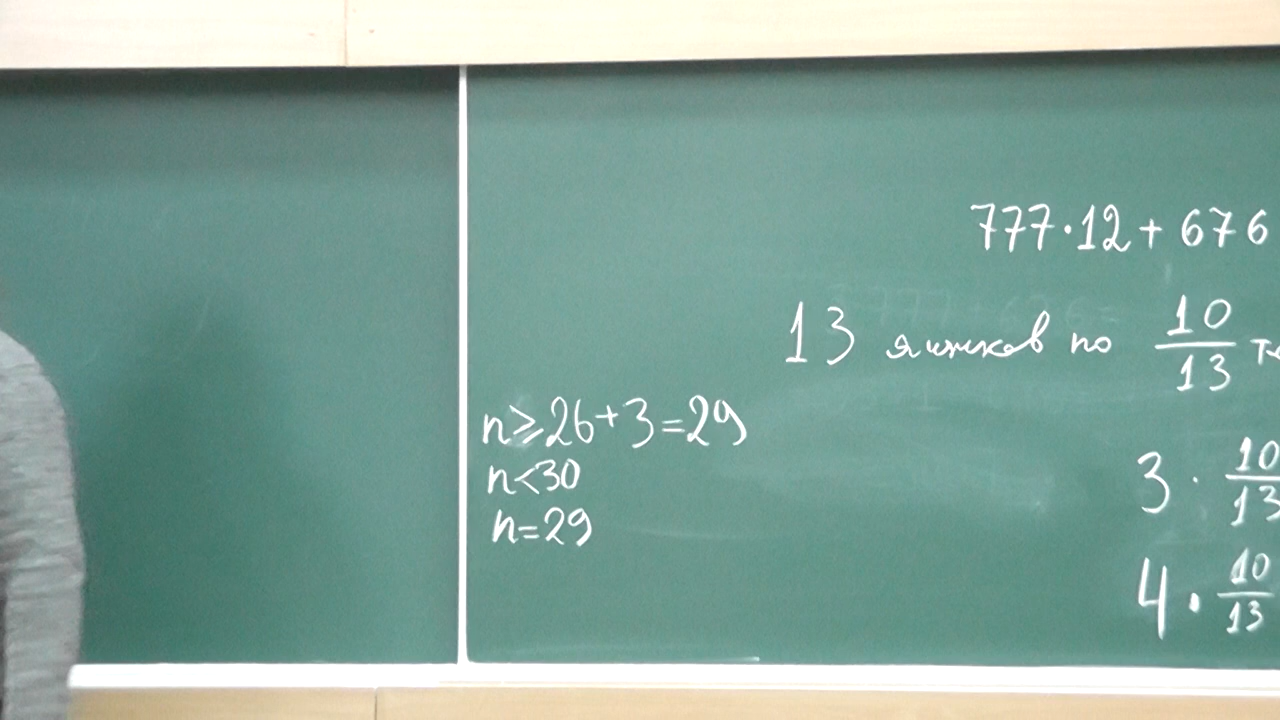 777·12+676
13 ящиков по 10/13
n≥26+3=29
n<30
n=29
3·10/13
4·10/13